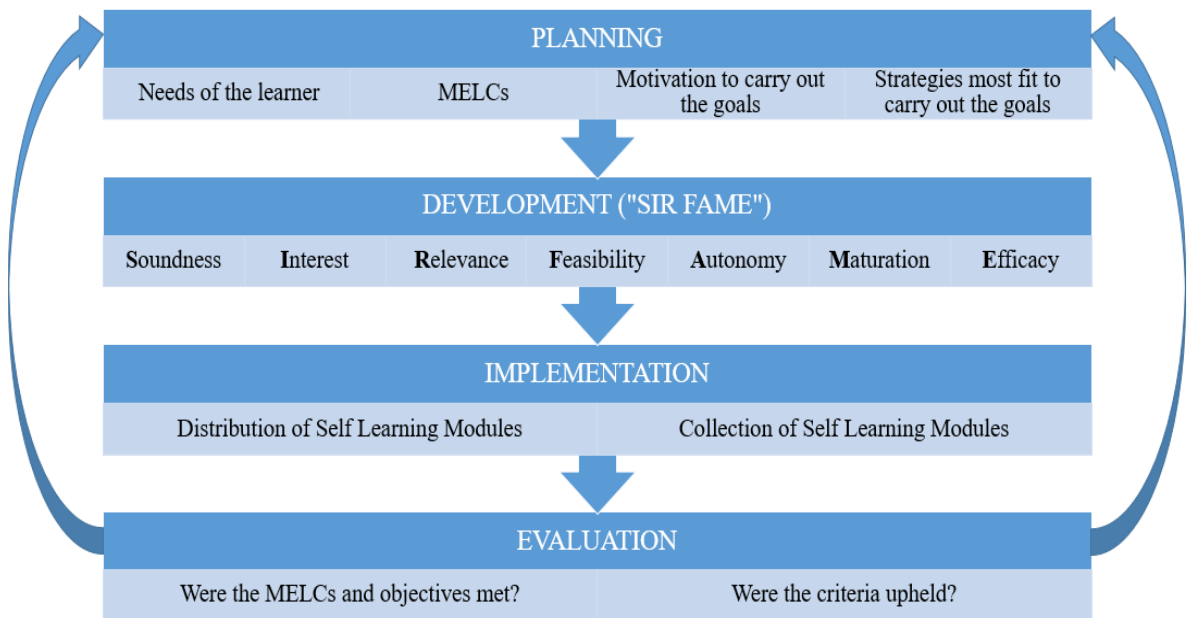 PLANNING
Needs of the learner
MELCs
Motivation to carry out
the goals
Strategies most fit to
carry out the goals
DEVELOPMENT ("SIR FAME")
Soundness
Interest
Relevance
Feasibility
Autonomy
Maturation
Efficacy
IMPLEMENTATION
Distribution of Self Learning Modules
Collection of Self Learning Modules
EVALUATION
Were the MELCs and objectives met?
Were the criteria upheld?